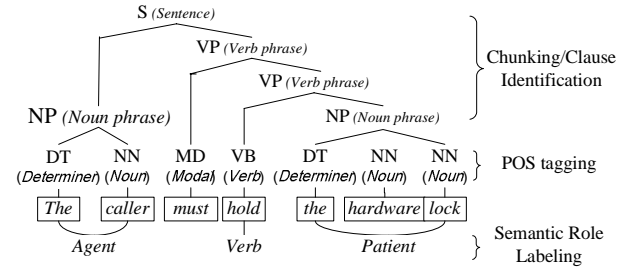 S (Sentence)
VP (Verb phrase)
VP (Verb phrase)
Chunking/Clause
Identification
NP (Noun phrase)
NP (Noun phrase)
DT NN MD VB DT NN NN
(Determiner) (Noun) (Modal) (Verb) (Determiner) (Noun) (Noun)
POS tagging
The caller must hold the hardware lock
Agent Verb Patient
Semantic Role
Labeling